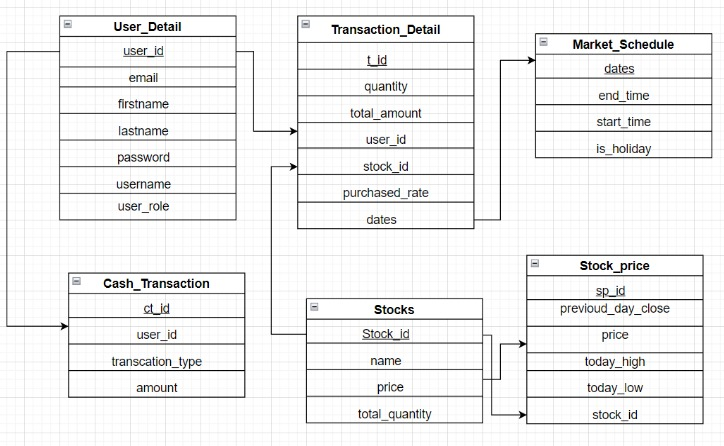 User_Detail
user_id
email
firstname
lastname
password
username
user_role
Transaction_Detail
t_id
quantity
total_amount
user_id
stock_id
purchased_rate
dates
Market_Schedule
dates
end_time
start_time
is_holiday
Cash_Transaction
ct_id
user_id
transcation_type
amount
Stocks
Stock_id
name
price
total_quantity
Stock_price
sp_id
previoud_day_close
price
today_high
today_low
stock_id